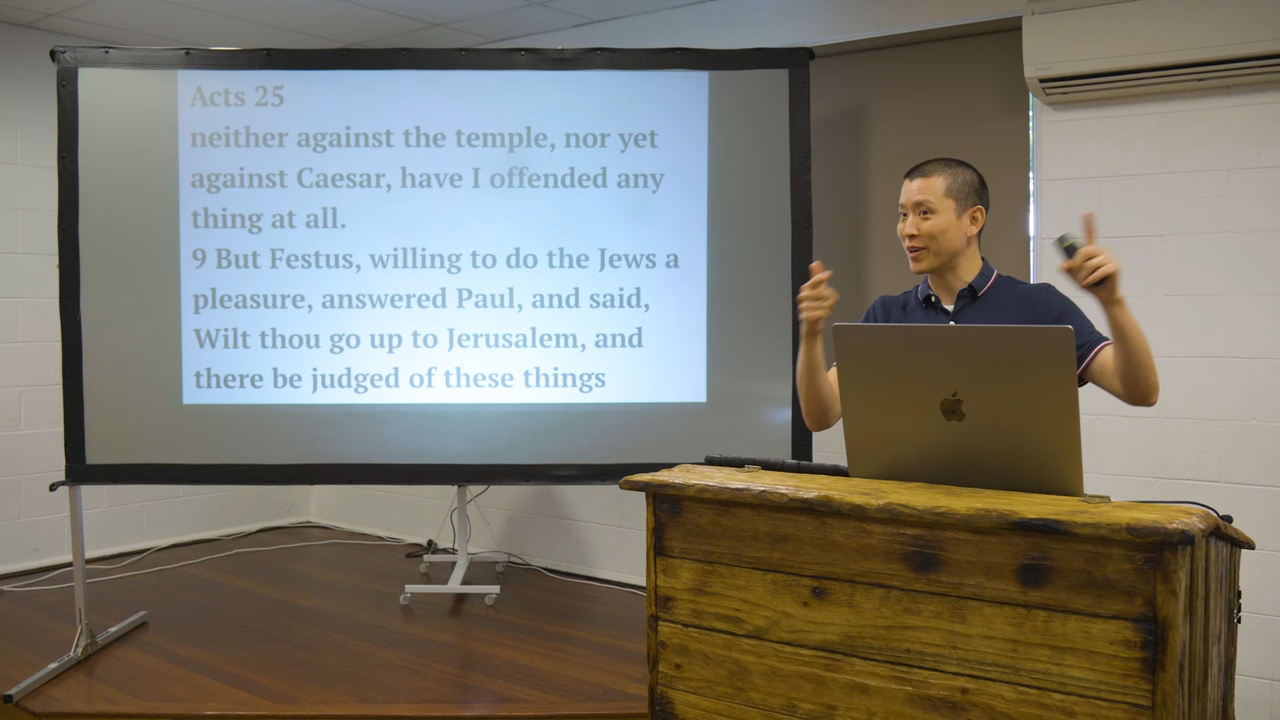 Acts 25
neither against the temple, nor yet
against Caesar, have I offended any
thing at all.
9 But Festus, willing to do the Jews a
pleasure, answered Paul, and said,
Wilt thou go up to Jerusalem, and
there be judged of these things